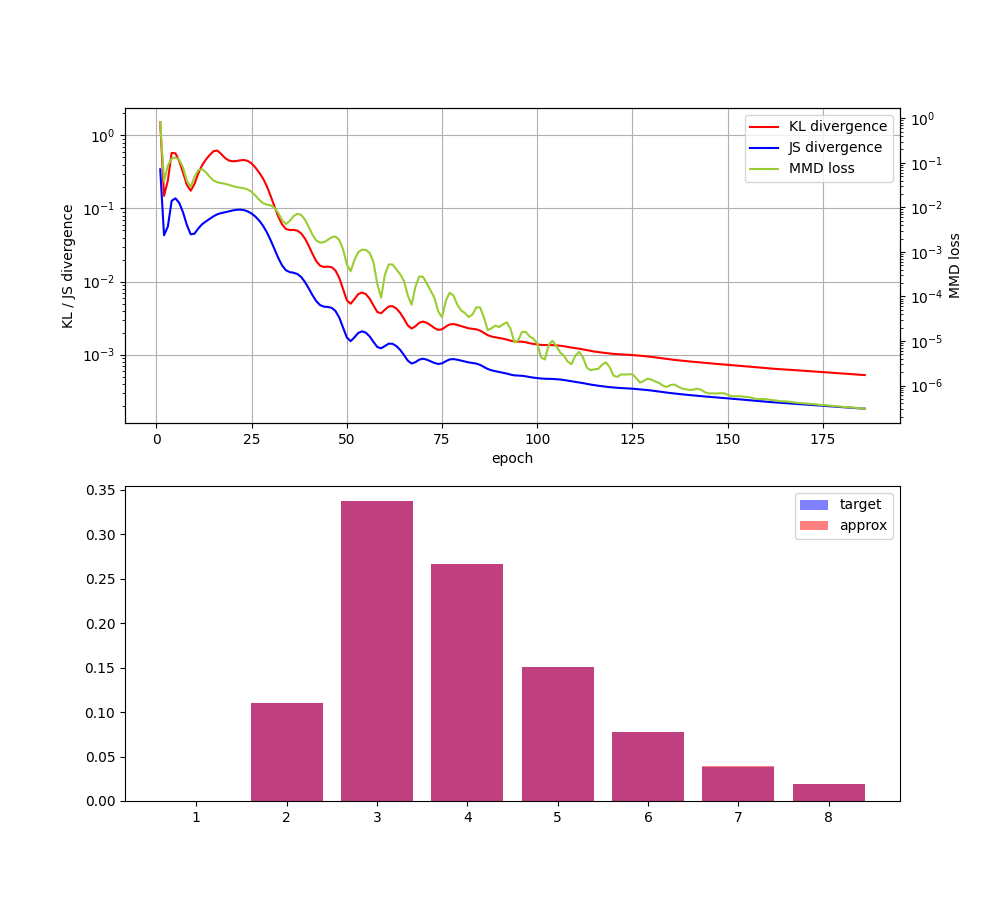 10⁰
10⁻¹
10⁻²
10⁻³
KL / JS divergence
10⁰
10⁻¹
10⁻²
10⁻³
10⁻⁴
10⁻⁵
10⁻⁶
MMD loss
KL divergence
JS divergence
MMD loss
0 25 50 75 100 125 150 175
epoch
0.35
0.30
0.25
0.20
0.15
0.10
0.05
0.00
target
approx
1 2 3 4 5 6 7 8